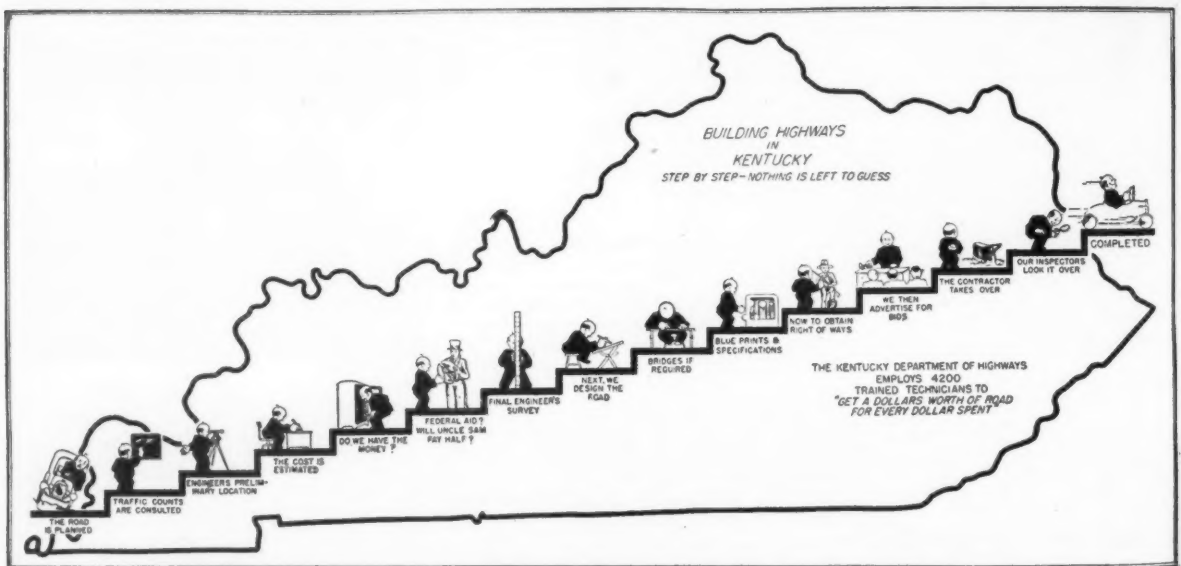 BUILDING HIGHWAYS
IN
KENTUCKY
STEP BY STEP-NOTHING IS LEFT TO GUESS
THE ROAD
IS PLANNED
TRAFFIC COUNTS
ARE CONSULTED
ENGINEERS PRELIM-
INARY LOCATION
THE COST IS
ESTIMATED
DO WE HAVE THE
MONEY?
FEDERAL AID?
WILL UNCLE SAM
PAY HALF?
FINAL ENGINEER'S
SURVEY
NEXT, WE
DESIGN THE
ROAD
BRIDGES IF
REQUIRED
BLUE PRINTS &
SPECIFICATIONS
NOW TO OBTAIN
RIGHT OF WAYS
WE THEN
ADVERTISE FOR
BIDS
THE CONTRACTOR
TAKES OVER
OUR INSPECTORS
LOOK IT OVER
COMPLETED
THE KENTUCKY DEPARTMENT OF HIGHWAYS
EMPLOYS 4200
TRAINED TECHNICIANS TO
"GET A DOLLARS WORTH OF ROAD
FOR EVERY DOLLAR SPENT"